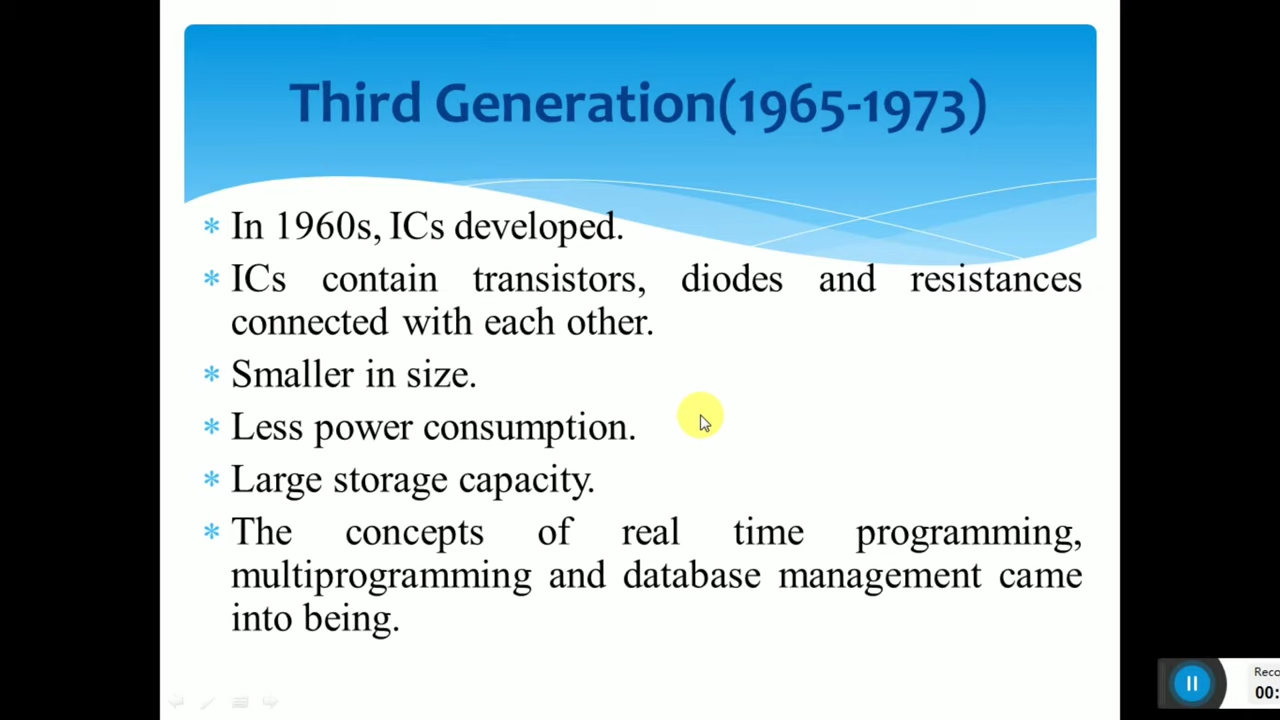 Third Generation(1965-1973)
* In 1960s, ICs developed.
* ICs contain transistors, diodes and resistances
connected with each other.
* Smaller in size.
* Less power consumption.
* Large storage capacity.
* The concepts of real time programming,
multiprogramming and database management came
into being.
Reco
00: